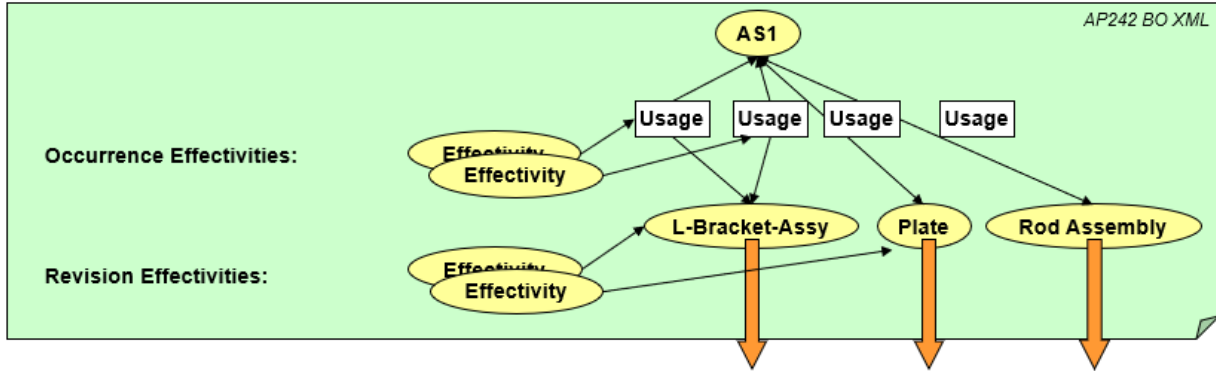 AP242 BO XML
AS1
Usage
Usage
Usage
Usage
Occurrence Effectivities:
Effectivity
Effectivity
L-Bracket-Assy
Plate
Rod Assembly
Revision Effectivities:
Effectivity
Effectivity